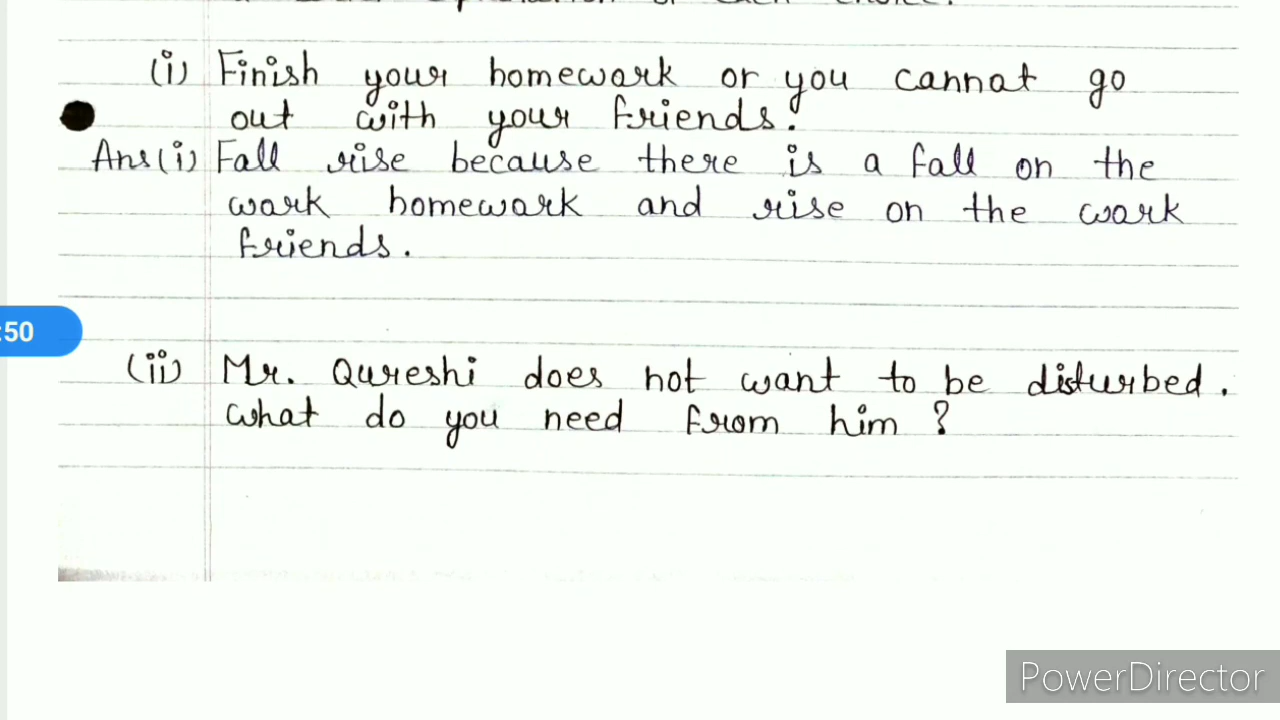 (i) Finish your homework or you cannot go
out with your friends.
Ans(i) Fall rise because there is a fall on the
work homework and rise on the work
friends.
:50
(ii) Mr. Qureshi does not want to be disturbed.
What do you need from him ?
PowerDirector